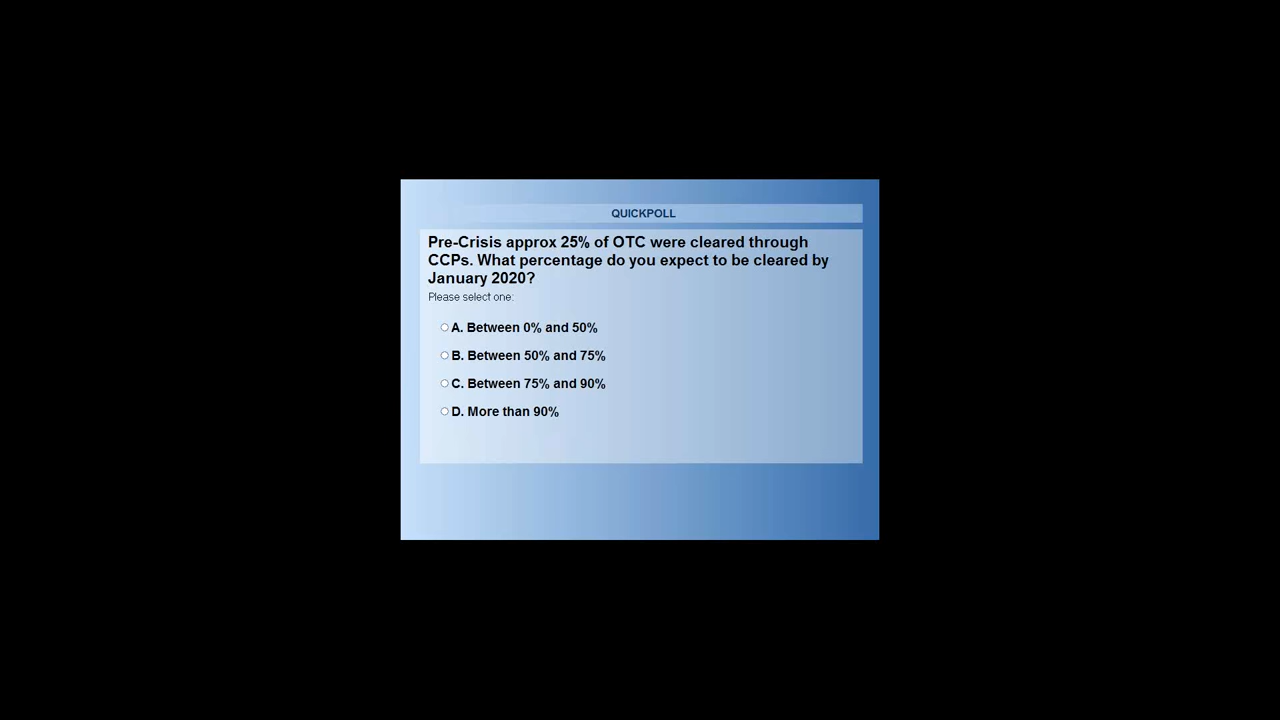 QUICKPOLL
Pre-Crisis approx 25% of OTC were cleared through
CCPs. What percentage do you expect to be cleared by
January 2020?
Please select one:
A. Between 0% and 50%
B. Between 50% and 75%
C. Between 75% and 90%
D. More than 90%